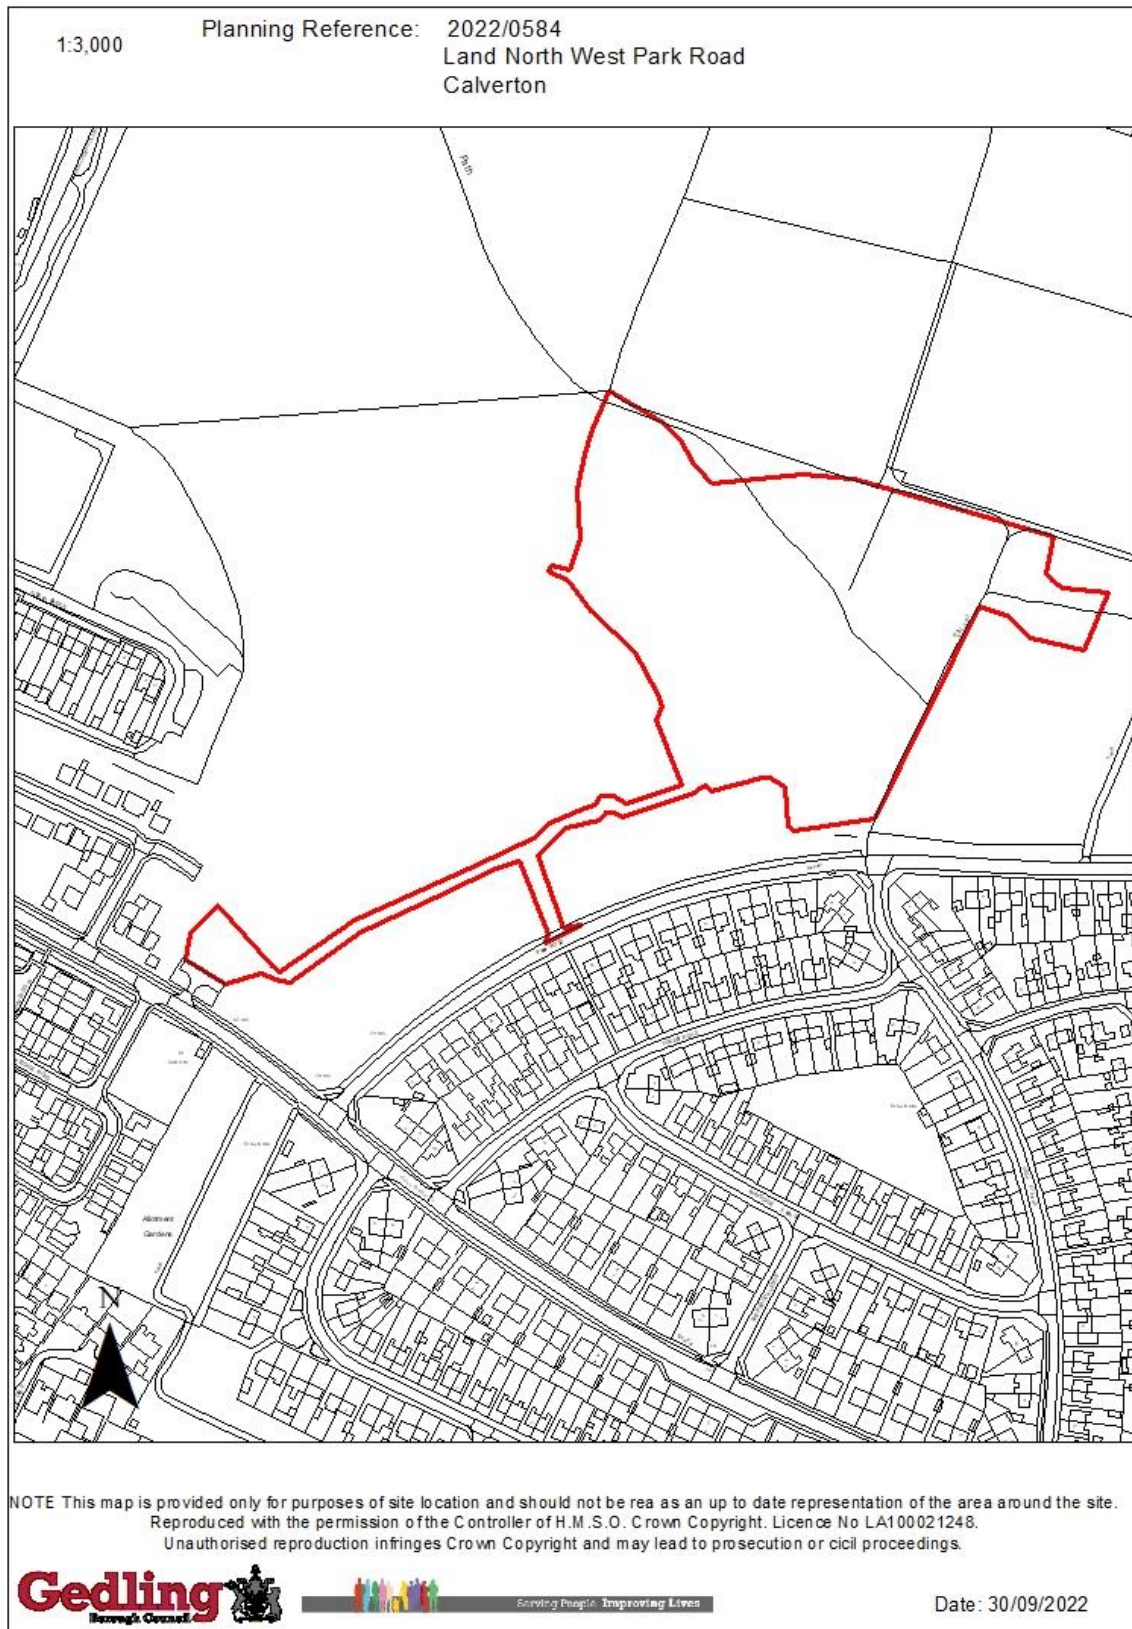 1:3,000
Planning Reference: 2022/0584
Land North West Park Road
Calverton
Path
Allotment
Gardens
N
NOTE This map is provided only for purposes of site location and should not be rea as an up to date representation of the area around the site.
Reproduced with the permission of the Controller of H.M.S.O. Crown Copyright. Licence No LA100021248.
Unauthorised reproduction infringes Crown Copyright and may lead to prosecution or cicil proceedings.
Gedling
Borough Council
Serving People Improving Lives
Date: 30/09/2022